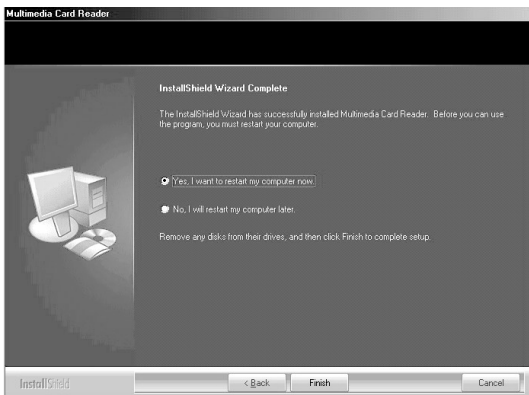 Multimedia Card Reader
InstallShield Wizard Complete
The InstallShield Wizard has successfully installed Multimedia Card Reader. Before you can use
the program, you must restart your computer.
Yes, I want to restart my computer now.
No, I will restart my computer later.
Remove any disks from their drives, and then click Finish to complete setup.
InstallShield
< Back
Finish
Cancel